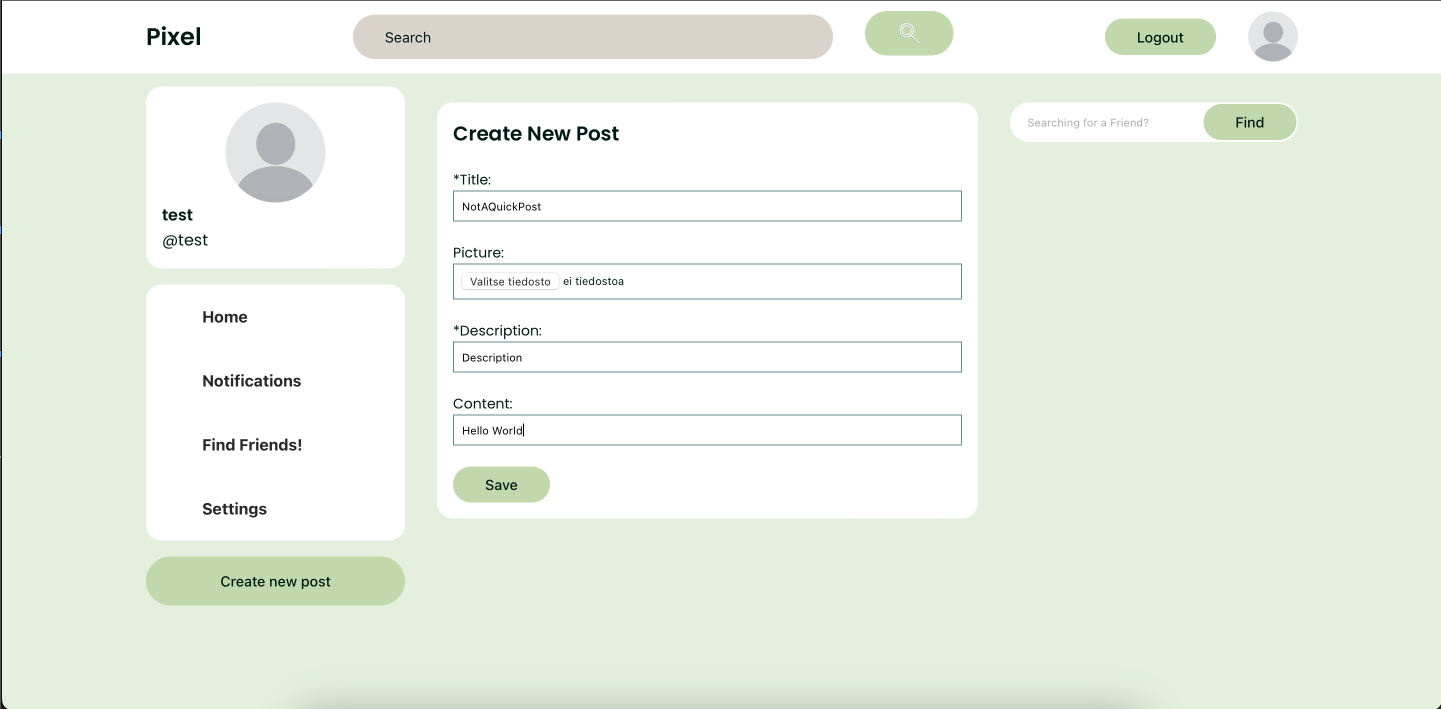 Pixel
Search
Logout
test
@test
Home
Notifications
Find Friends!
Settings
Create new post
Create New Post
*Title:
NotAQuickPost
Picture:
Valitse tiedosto ei tiedostoa
*Description:
Description
Content:
Hello World
Save
Searching for a Friend?
Find